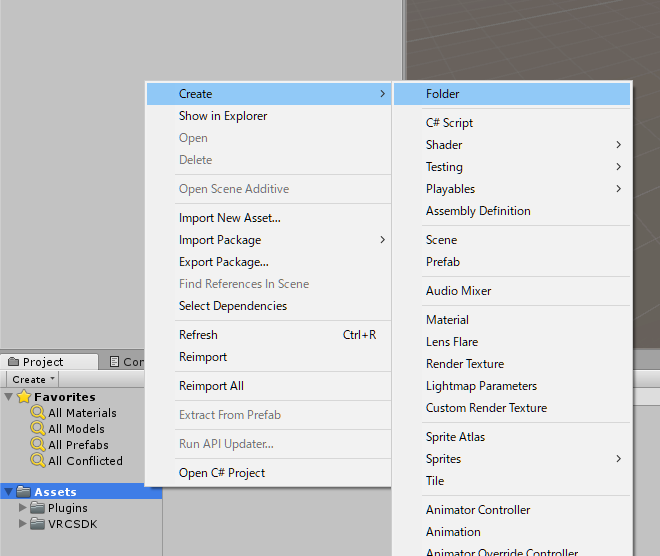 Create
Show in Explorer
Open
Delete
Open Scene Additive
Import New Asset...
Import Package
Export Package...
Find References In Scene
Select Dependencies
Refresh Ctrl+R
Reimport
Reimport All
Extract From Prefab
Run API Updater...
Open C# Project
Folder
C# Script
Shader
Testing
Playables
Assembly Definition
Scene
Prefab
Audio Mixer
Material
Lens Flare
Render Texture
Lightmap Parameters
Custom Render Texture
Sprite Atlas
Sprites
Tile
Animator Controller
Animation
Animator Override Controller
Project
Con
Create
Favorites
All Materials
All Models
All Prefabs
All Conflicted
Assets
Plugins
VRCSDK